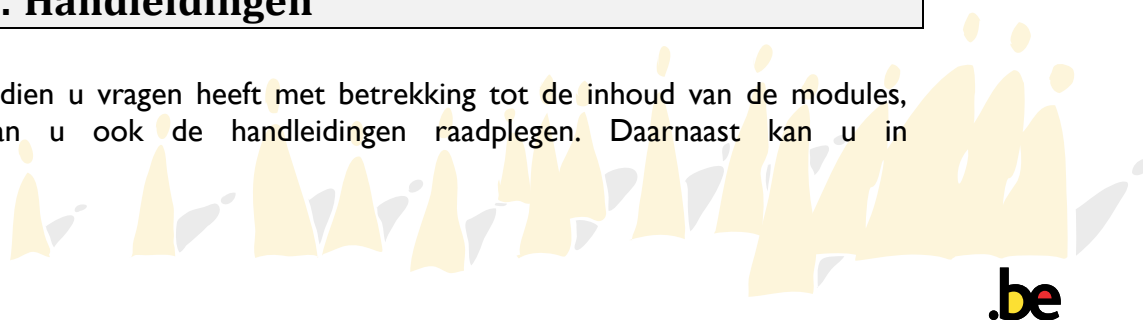 . Handleidingen
dien u vragen heeft met betrekking tot de inhoud van de modules,
an u ook de handleidingen raadplegen. Daarnaast kan u in
.be